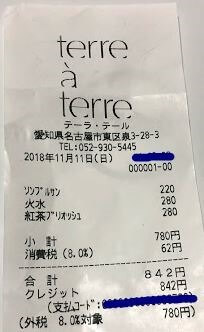 terre
à
terre
テーラ・テール
愛知県名古屋市東区泉3-28-3
TEL:052-930-5445
2018年11月11日(日)
000001-00
ｿﾝﾌﾟﾙｻﾝ 220
火水 280
紅茶ﾌﾞﾘｵｯｼｭ 280
小 計 780円
消費税 (8.0%) 62円
合 計 842円
クレジット 842円
(支払コード:
(外税 8.0%対象 780円)